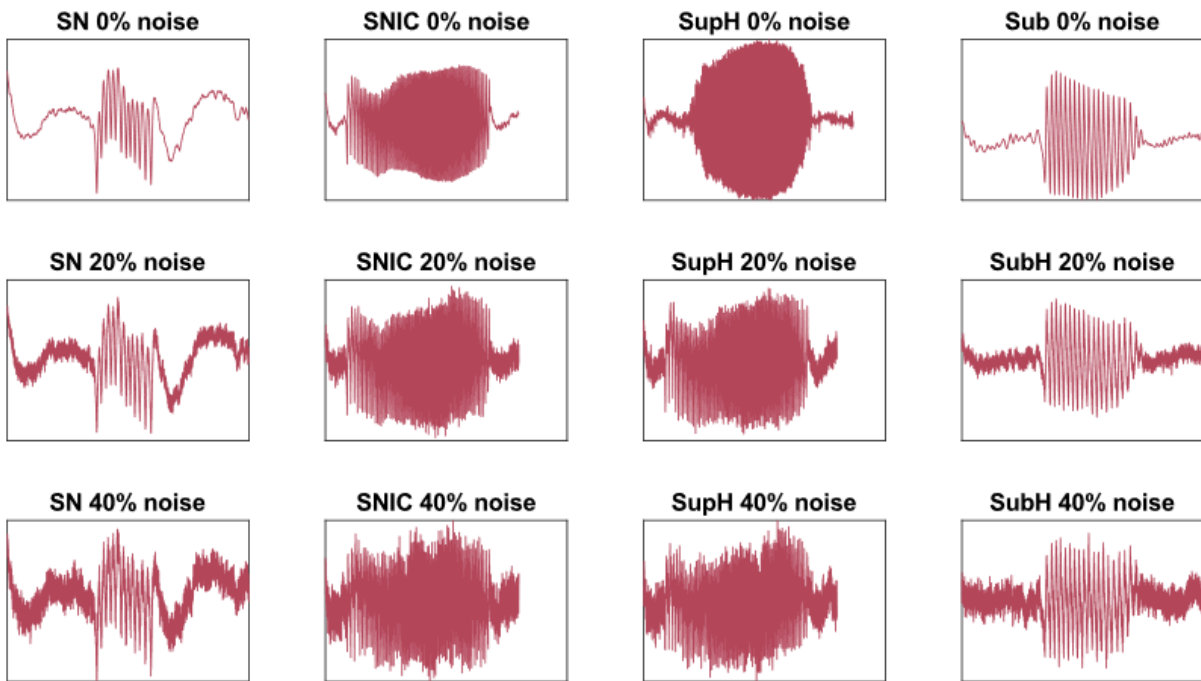 SN 0% noise
SNIC 0% noise
SupH 0% noise
Sub 0% noise
SN 20% noise
SNIC 20% noise
SupH 20% noise
SubH 20% noise
SN 40% noise
SNIC 40% noise
SupH 40% noise
SubH 40% noise